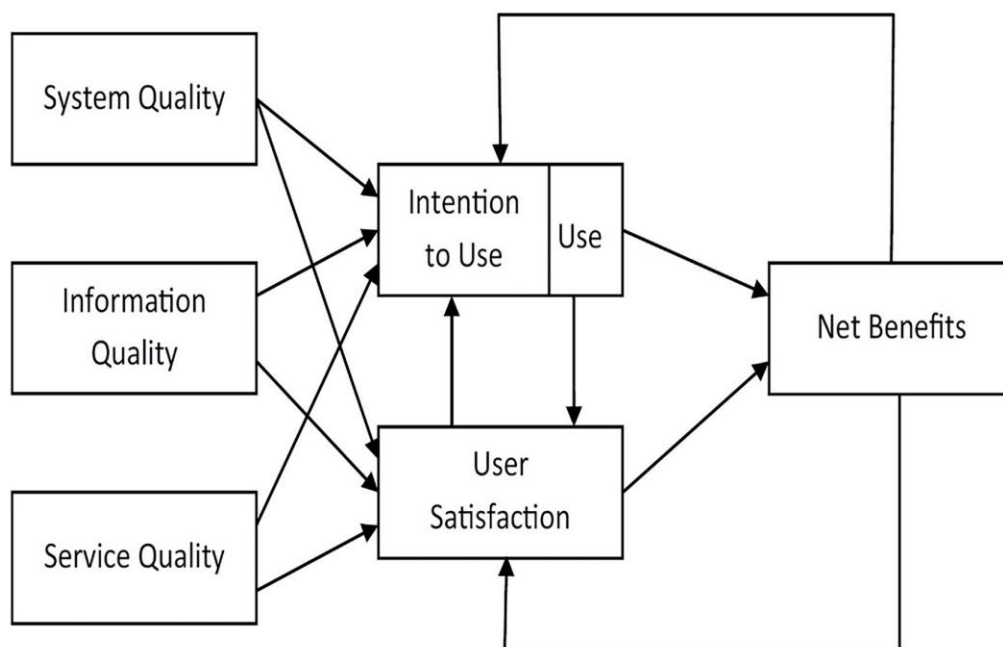 System Quality
Information
Quality
Service Quality
Intention
to Use
Use
User
Satisfaction
Net Benefits